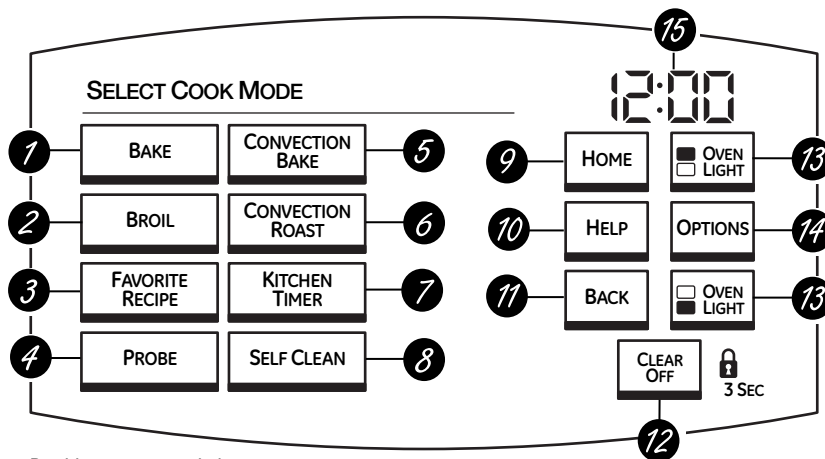 15
12:00
SELECT COOK MODE
1 BAKE CONVECTION BAKE 5
9 HOME OVEN LIGHT 13
2 BROIL CONVECTION ROAST 6
10 HELP OPTIONS 14
3 FAVORITE RECIPE KITCHEN TIMER 7
11 BACK OVEN LIGHT 13
4 PROBE SELF CLEAN 8
CLEAR OFF 3 SEC
12